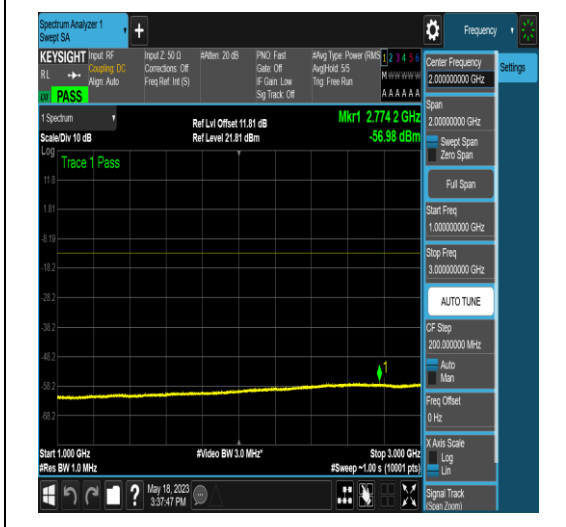 Spectrum Analyzer 1
Swept SA
+
Frequency
KEYSIGHT
RL
Input: RF
Coupling: DC
Align: Auto
Input Z: 50 Ω
Corrections: Off
Freq Ref: Int (S)
#Atten: 20 dB
PNO: Fast
Gate: Off
IF Gain: Low
Sig Track: Off
#Avg Type: Power (RMS)
Avg|Hold: 5/5
Trig: Free Run
1 2 3 4 5 6
M W W W W W
A A A A A A
PASS
1 Spectrum
Scale/Div 10 dB
Ref Lvl Offset 11.81 dB
Ref Level 21.81 dBm
Mkr1 2.774 2 GHz
-56.98 dBm
Log
Trace 1 Pass
11.8
1.81
-8.19
-18.2
-28.2
-38.2
-48.2
-58.2
-68.2
1
Start 1.000 GHz
#Res BW 1.0 MHz
#Video BW 3.0 MHz*
Stop 3.000 GHz
#Sweep ~1.00 s (10001 pts)
Center Frequency
2.000000000 GHz
Settings
Span
2.00000000 GHz
Swept Span
Zero Span
Full Span
Start Freq
1.000000000 GHz
Stop Freq
3.000000000 GHz
AUTO TUNE
CF Step
200.000000 MHz
Auto
Man
Freq Offset
0 Hz
X Axis Scale
Log
Lin
Signal Track
(Span Zoom)
?
May 18, 2023
3:37:47 PM